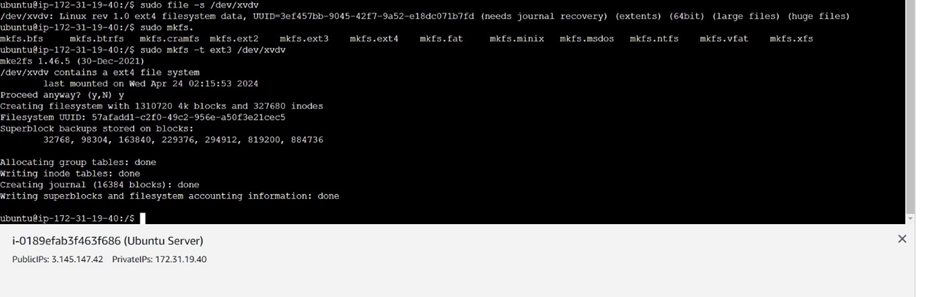 ubuntu@ip-172-31-19-40:/$ sudo file -s /dev/xvdv
/dev/xvdv: Linux rev 1.0 ext4 filesystem data, UUID=3ef457bb-9045-42f7-9a52-e18dc071b7fd (needs journal recovery) (extents) (64bit) (large files) (huge files)
ubuntu@ip-172-31-19-40:/$ sudo mkfs.
mkfs.bfs mkfs.btrfs mkfs.cramfs mkfs.ext2 mkfs.ext3 mkfs.ext4 mkfs.fat mkfs.minix mkfs.msdos mkfs.ntfs mkfs.vfat mkfs.xfs
ubuntu@ip-172-31-19-40:/$ sudo mkfs -t ext3 /dev/xvdv
mke2fs 1.46.5 (30-Dec-2021)
/dev/xvdv contains a ext4 file system
last mounted on Wed Apr 24 02:15:53 2024
Proceed anyway? (y,N) y
Creating filesystem with 1310720 4k blocks and 327680 inodes
Filesystem UUID: 57afadd1-c2f0-49c2-956e-a50f3e21cec5
Superblock backups stored on blocks:
32768, 98304, 163840, 229376, 294912, 819200, 884736
Allocating group tables: done
Writing inode tables: done
Creating journal (16384 blocks): done
Writing superblocks and filesystem accounting information: done
ubuntu@ip-172-31-19-40:/$
i-0189efab3f463f686 (Ubuntu Server)
PublicIPs: 3.145.147.42 PrivateIPs: 172.31.19.40